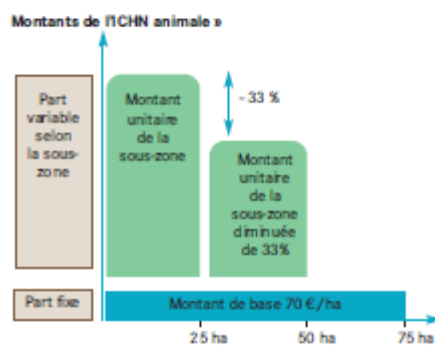 Montants de l'ICHN animale »
Part
variable
selon
la sous-
zone
Montant
unitaire
de la
sous-zone
- 33 %
Montant
unitaire
de la
sous-zone
diminuée
de 33%
Part fixe
Montant de base 70 €/ha
25 ha
50 ha
75 ha